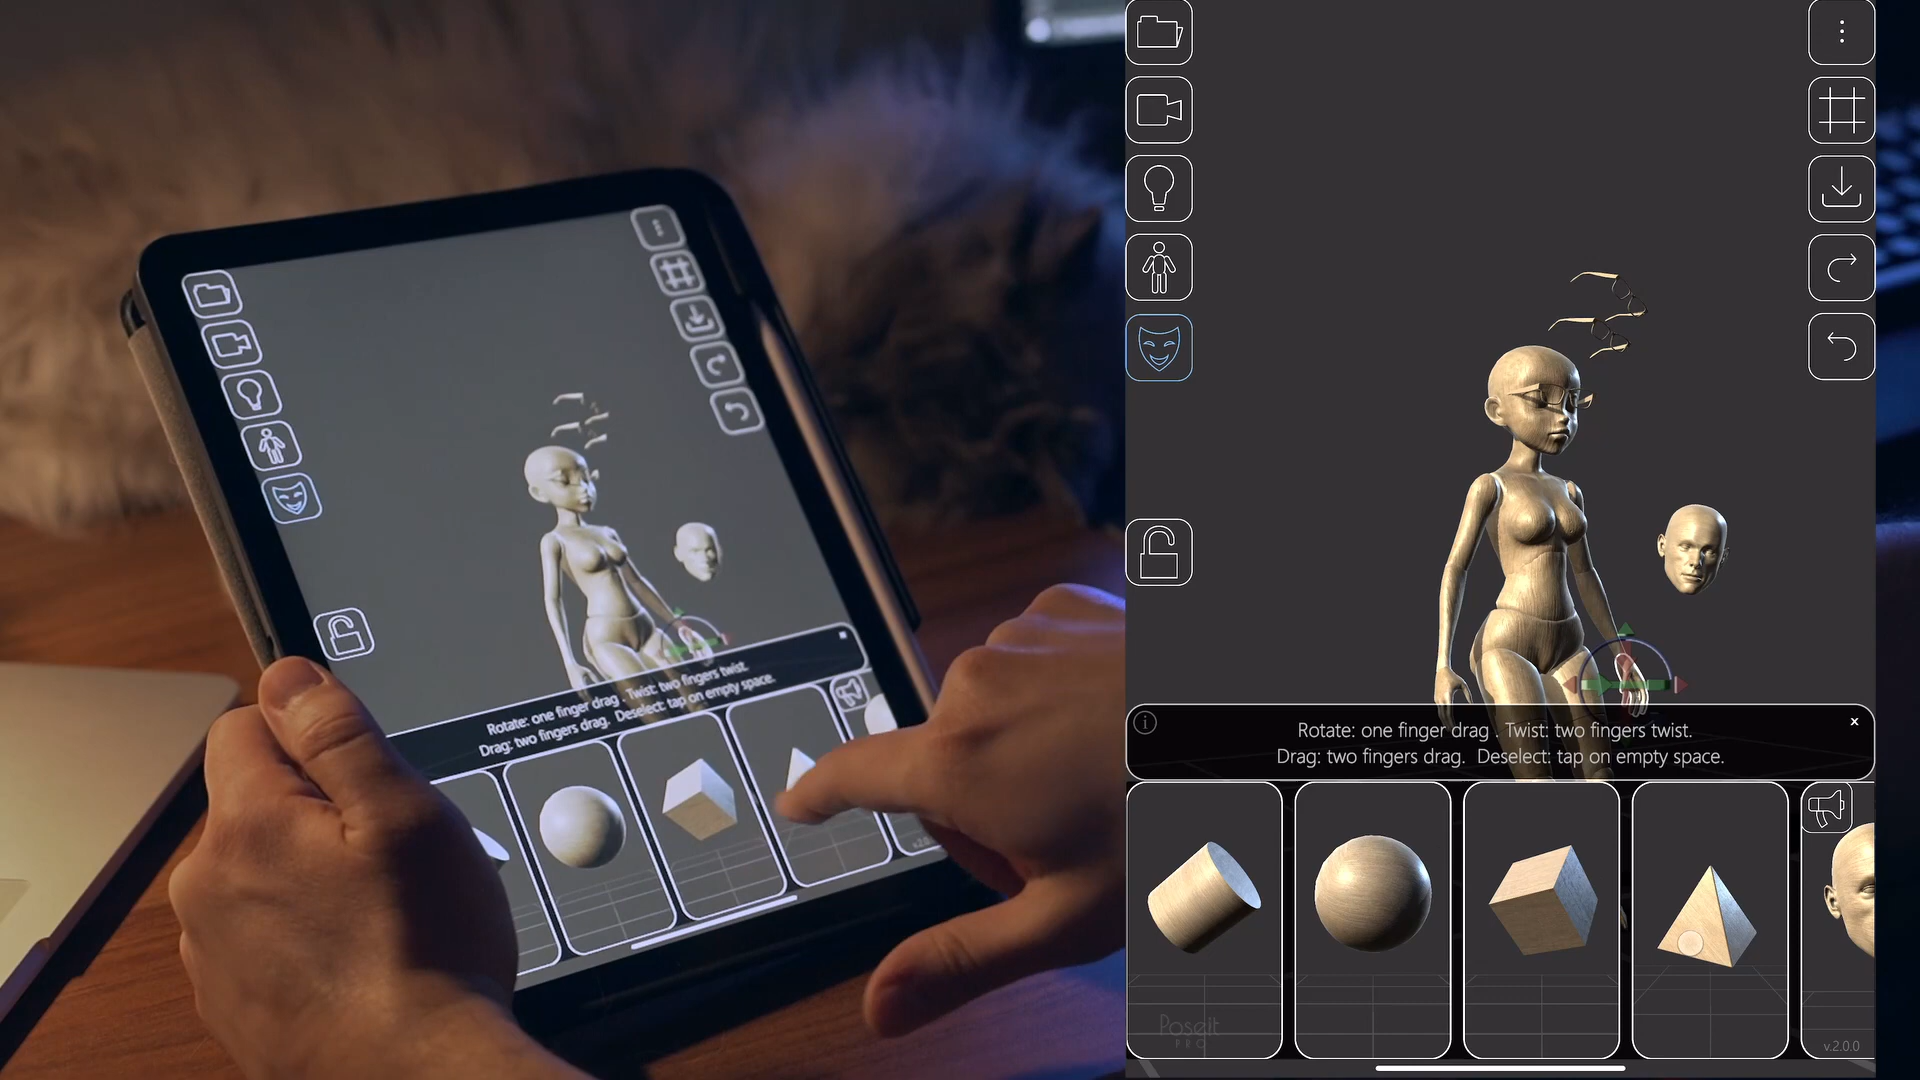 Rotate: one finger drag . Twist: two fingers twist.
Drag: two fingers drag. Deselect: tap on empty space.
Rotate: one finger drag . Twist: two fingers twist.
x
Drag: two fingers drag.  Deselect: tap on empty space.
Poseit
PRO
v.2.0.0